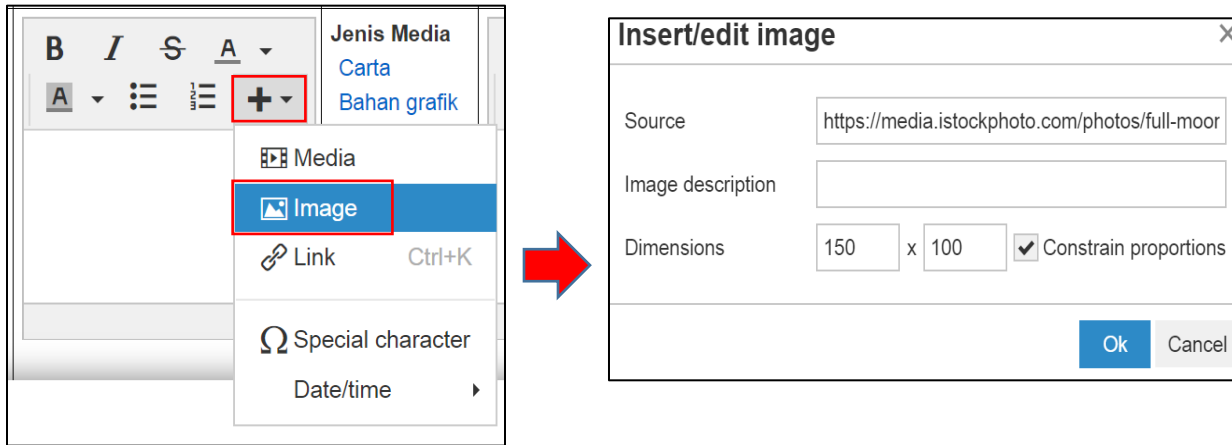 B I S A
A
Jenis Media
Carta
Bahan grafik
Media
Image
Link Ctrl+K
Ω Special character
Date/time
Insert/edit image
Source https://media.istockphoto.com/photos/full-moor
Image description
Dimensions 150 x 100 Constrain proportions
Ok Cancel